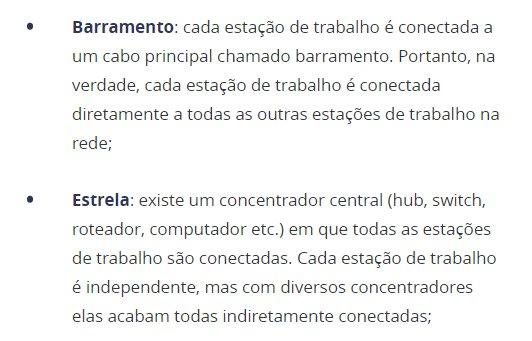 • Barramento: cada estação de trabalho é conectada a
um cabo principal chamado barramento. Portanto, na
verdade, cada estação de trabalho é conectada
diretamente a todas as outras estações de trabalho na
rede;
• Estrela: existe um concentrador central (hub, switch,
roteador, computador etc.) em que todas as estações
de trabalho são conectadas. Cada estação de trabalho
é independente, mas com diversos concentradores
elas acabam todas indiretamente conectadas;